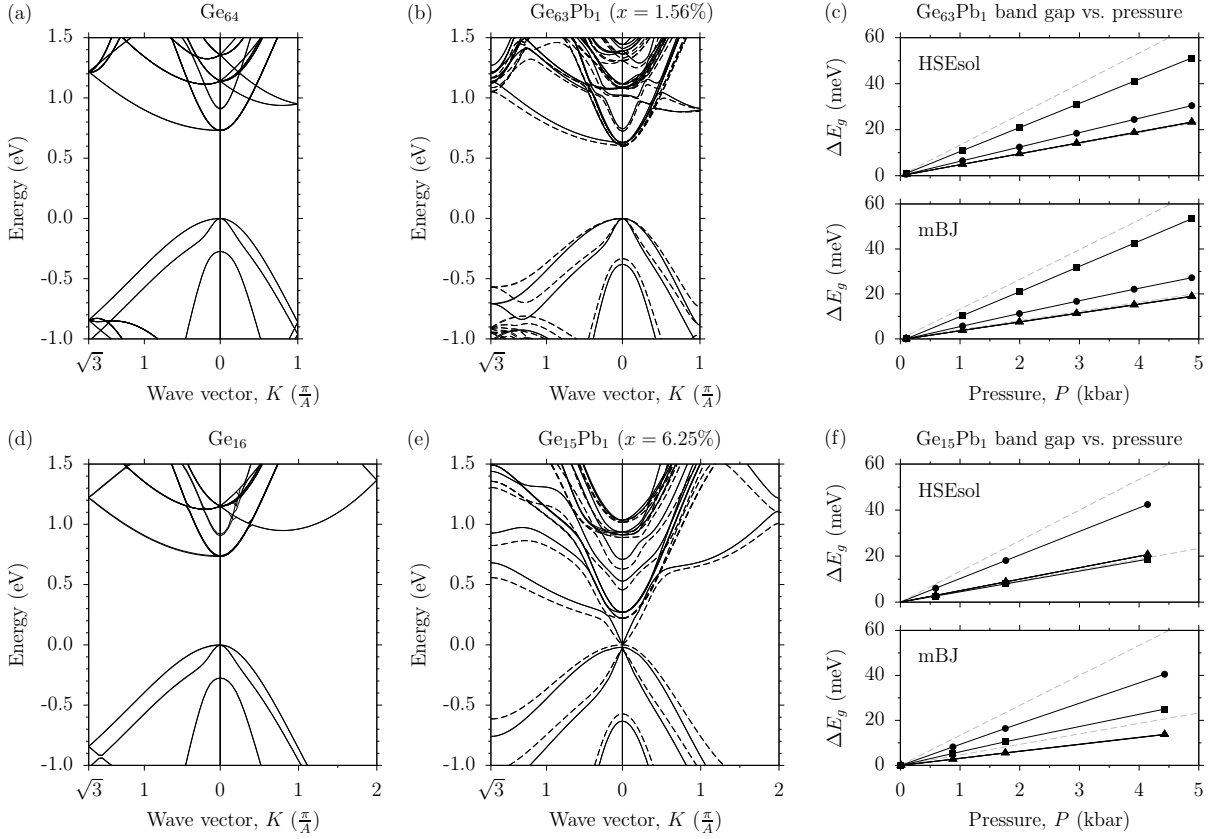 (a)
Ge₆₄
1.5
1.0
0.5
0.0
-0.5
-1.0
Energy (eV)
√3
1
0
1
Wave vector, K (π/A)
(b)
Ge₆₃Pb₁ (x = 1.56%)
1.5
1.0
0.5
0.0
-0.5
-1.0
Energy (eV)
√3
1
0
1
Wave vector, K (π/A)
(c)
Ge₆₃Pb₁ band gap vs. pressure
HSEsol
60
40
20
0
ΔE_g (meV)
mBJ
60
40
20
0
ΔE_g (meV)
0
1
2
3
4
5
Pressure, P (kbar)
(d)
Ge₁₆
1.5
1.0
0.5
0.0
-0.5
-1.0
Energy (eV)
√3
1
0
1
2
Wave vector, K (π/A)
(e)
Ge₁₅Pb₁ (x = 6.25%)
1.5
1.0
0.5
0.0
-0.5
-1.0
Energy (eV)
√3
1
0
1
2
Wave vector, K (π/A)
(f)
Ge₁₅Pb₁ band gap vs. pressure
HSEsol
60
40
20
0
ΔE_g (meV)
mBJ
60
40
20
0
ΔE_g (meV)
0
1
2
3
4
5
Pressure, P (kbar)